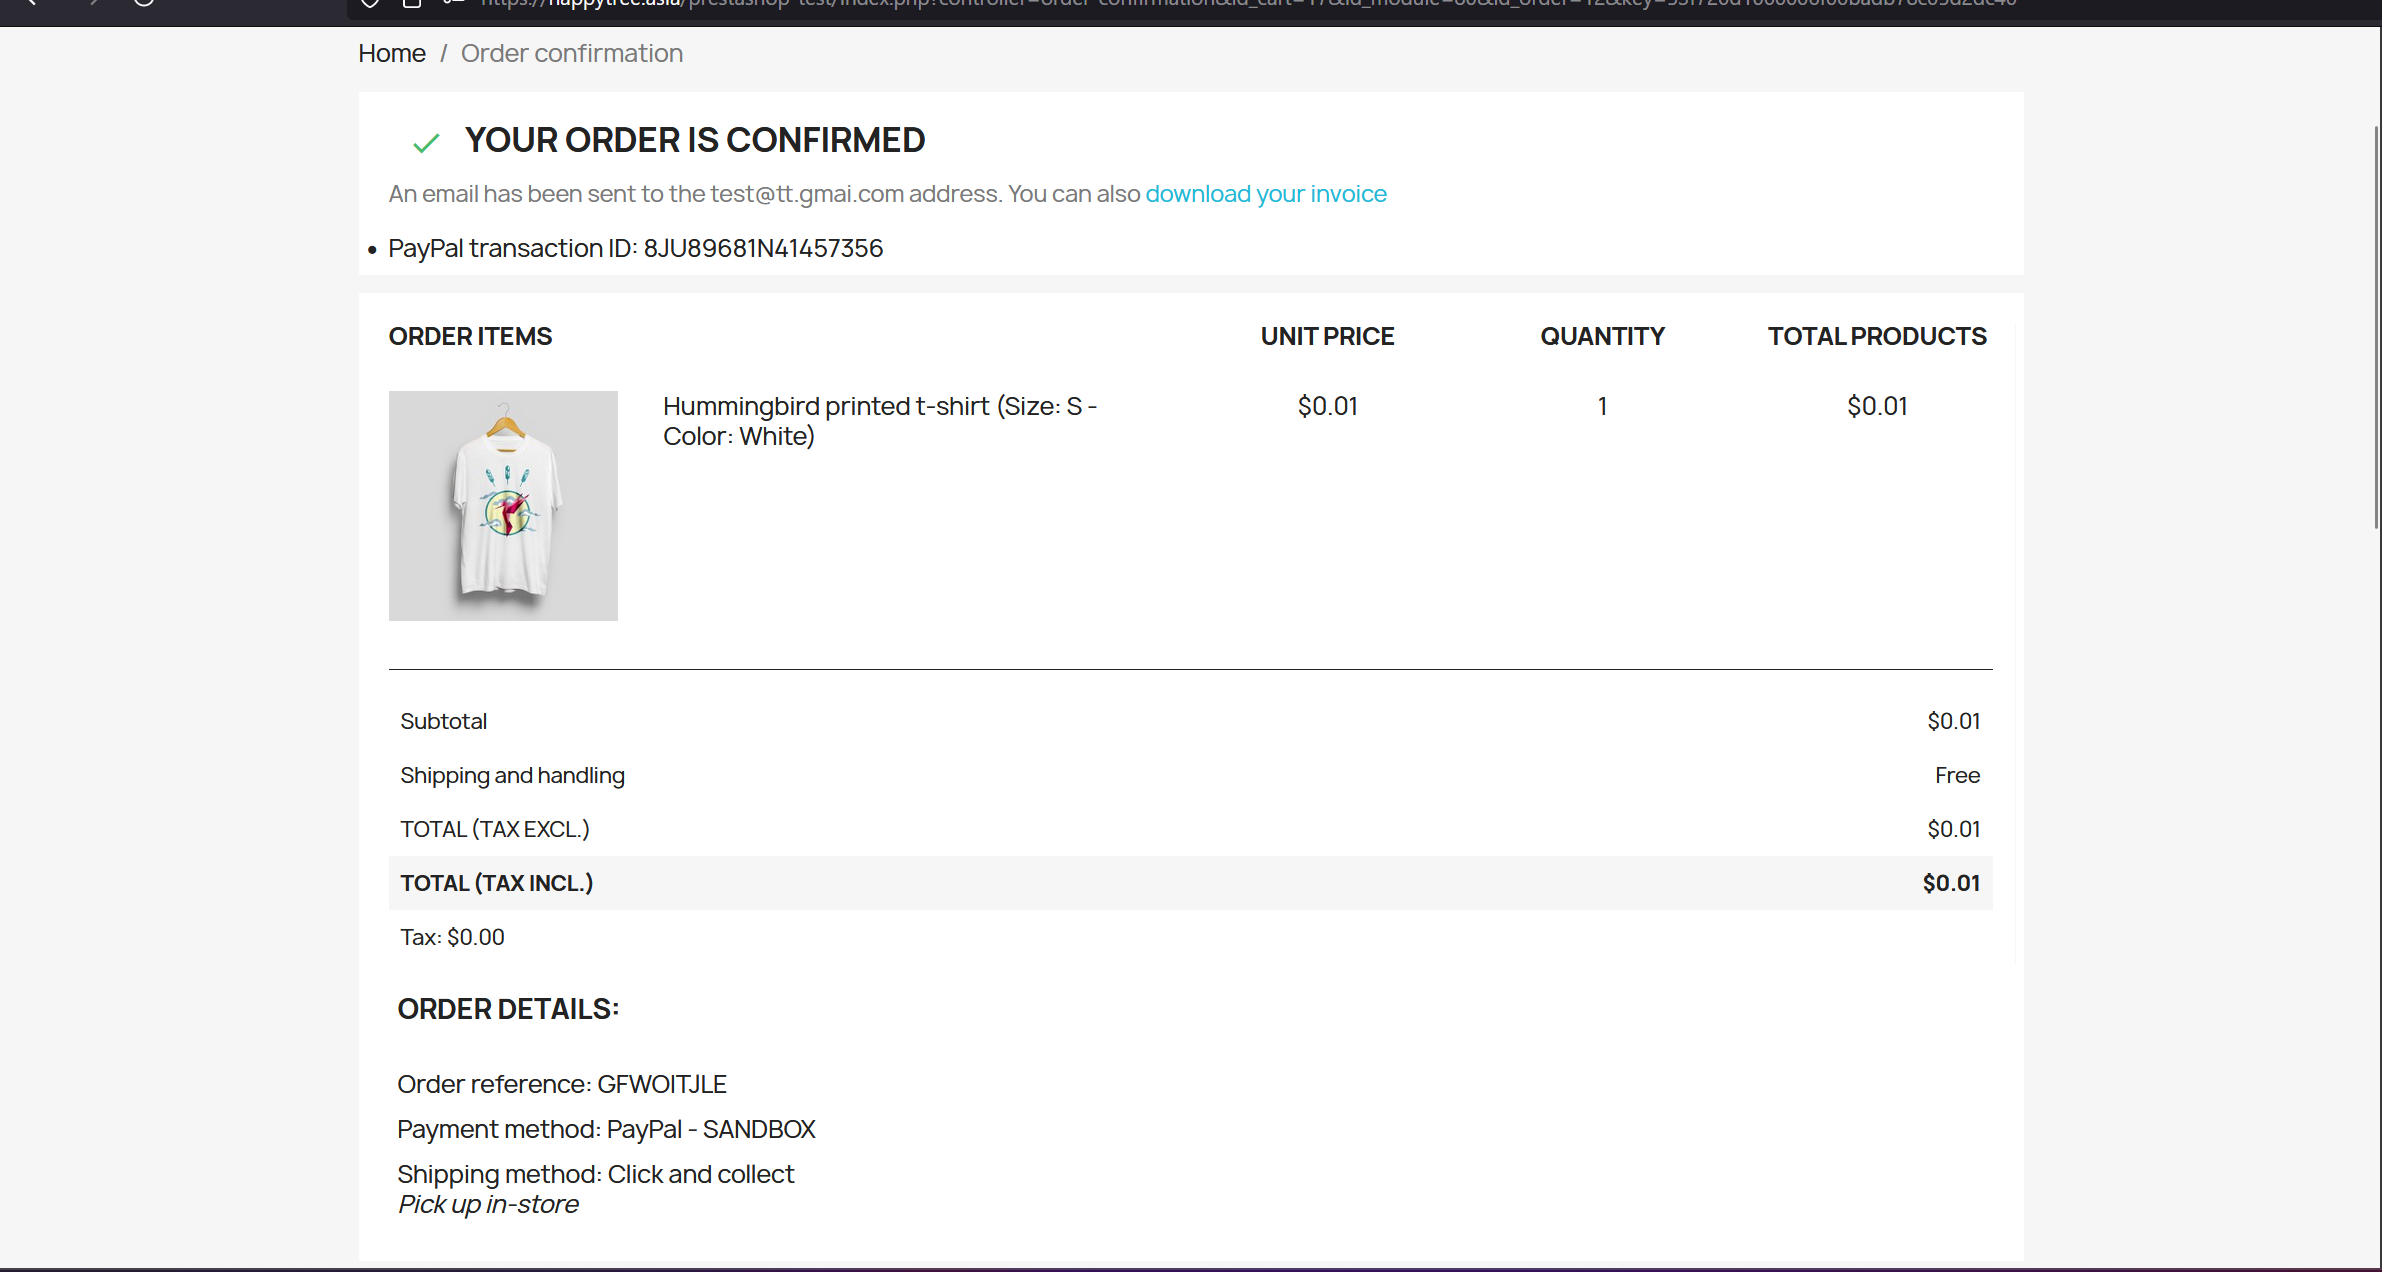 Home / Order confirmation
YOUR ORDER IS CONFIRMED
An email has been sent to the test@tt.gmai.com address. You can also download your invoice
• PayPal transaction ID: 8JU89681N41457356
ORDER ITEMS UNIT PRICE QUANTITY TOTAL PRODUCTS
Hummingbird printed t-shirt (Size: S - $0.01 1 $0.01
Color: White)
Subtotal $0.01
Shipping and handling Free
TOTAL (TAX EXCL.) $0.01
TOTAL (TAX INCL.) $0.01
Tax: $0.00
ORDER DETAILS:
Order reference: GFWOITJLE
Payment method: PayPal - SANDBOX
Shipping method: Click and collect
Pick up in-store